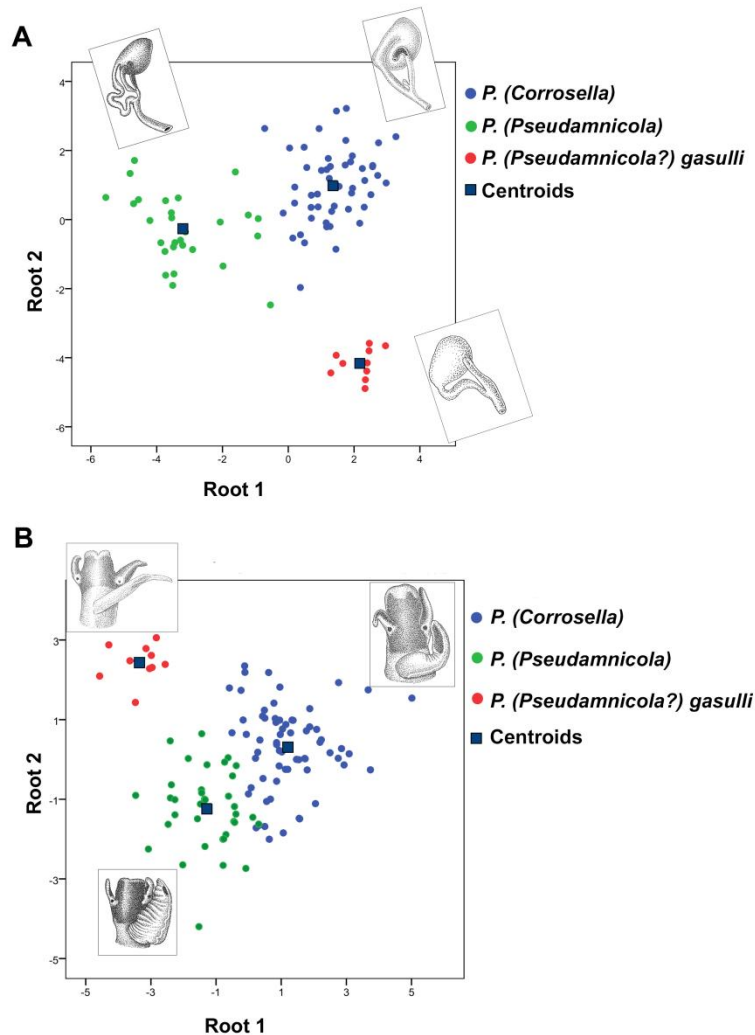 A
P. (Corrosella)
P. (Pseudamnicola)
P. (Pseudamnicola?) gasulli
Centroids
4
2
0
-2
-4
-6
Root 2
-6
-4
-2
0
2
4
Root 1
B
P. (Corrosella)
P. (Pseudamnicola)
P. (Pseudamnicola?) gasulli
Centroids
3
1
-1
-3
-5
Root 2
-5
-3
-1
1
3
5
Root 1